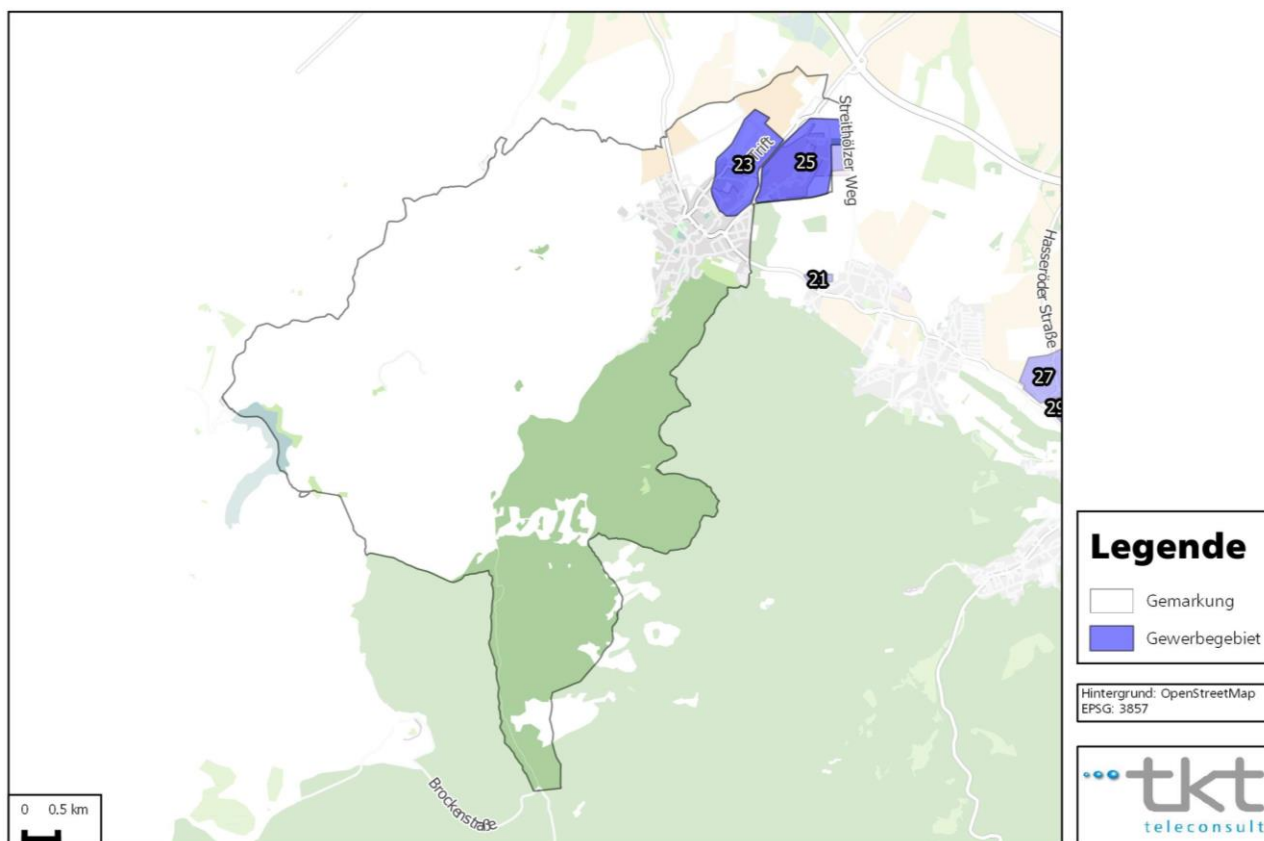 Streithölzer Weg
Trift
23
25
21
Hasseröder Straße
27
29
Brockenstraße
0 0.5 km
Legende
Gemarkung
Gewerbegebiet
Hintergrund: OpenStreetMap
EPSG: 3857
tkt
teleconsult